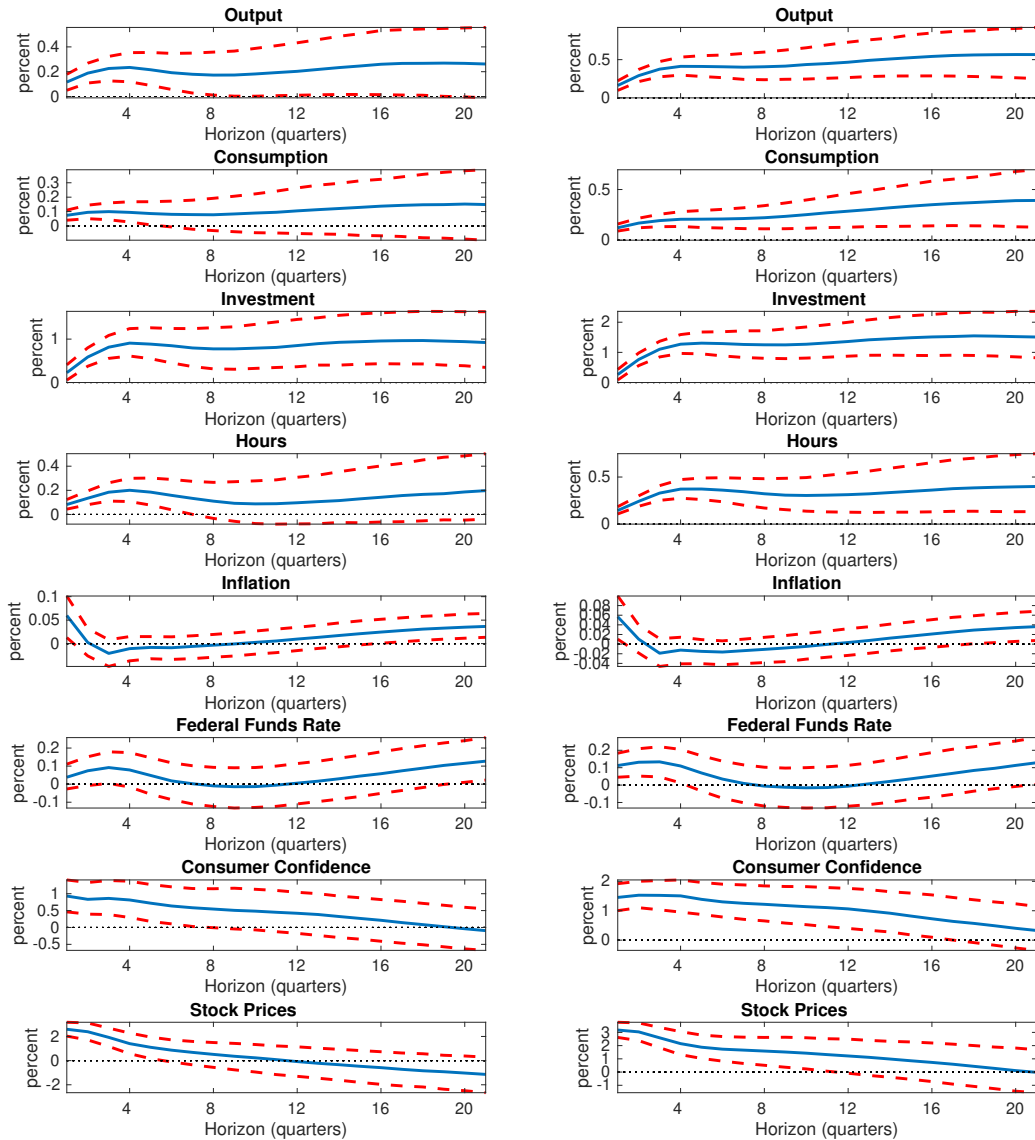 Output
percent
0.4
0.2
0
4 8 12 16 20
Horizon (quarters)
Output
percent
0.5
0
4 8 12 16 20
Horizon (quarters)
Consumption
percent
0.3
0.2
0.1
0
4 8 12 16 20
Horizon (quarters)
Consumption
percent
0.5
0
4 8 12 16 20
Horizon (quarters)
Investment
percent
1
0
4 8 12 16 20
Horizon (quarters)
Investment
percent
2
1
0
4 8 12 16 20
Horizon (quarters)
Hours
percent
0.4
0.2
0
4 8 12 16 20
Horizon (quarters)
Hours
percent
0.5
0
4 8 12 16 20
Horizon (quarters)
Inflation
percent
0.1
0.05
0
4 8 12 16 20
Horizon (quarters)
Inflation
percent
0.08
0.06
0.04
0.02
0
-0.02
-0.04
4 8 12 16 20
Horizon (quarters)
Federal Funds Rate
percent
0.2
0.1
0
-0.1
4 8 12 16 20
Horizon (quarters)
Federal Funds Rate
percent
0.2
0.1
0
-0.1
4 8 12 16 20
Horizon (quarters)
Consumer Confidence
percent
1
0.5
0
-0.5
4 8 12 16 20
Horizon (quarters)
Consumer Confidence
percent
2
1
0
4 8 12 16 20
Horizon (quarters)
Stock Prices
percent
2
0
-2
4 8 12 16 20
Horizon (quarters)
Stock Prices
percent
3
2
1
0
-1
4 8 12 16 20
Horizon (quarters)